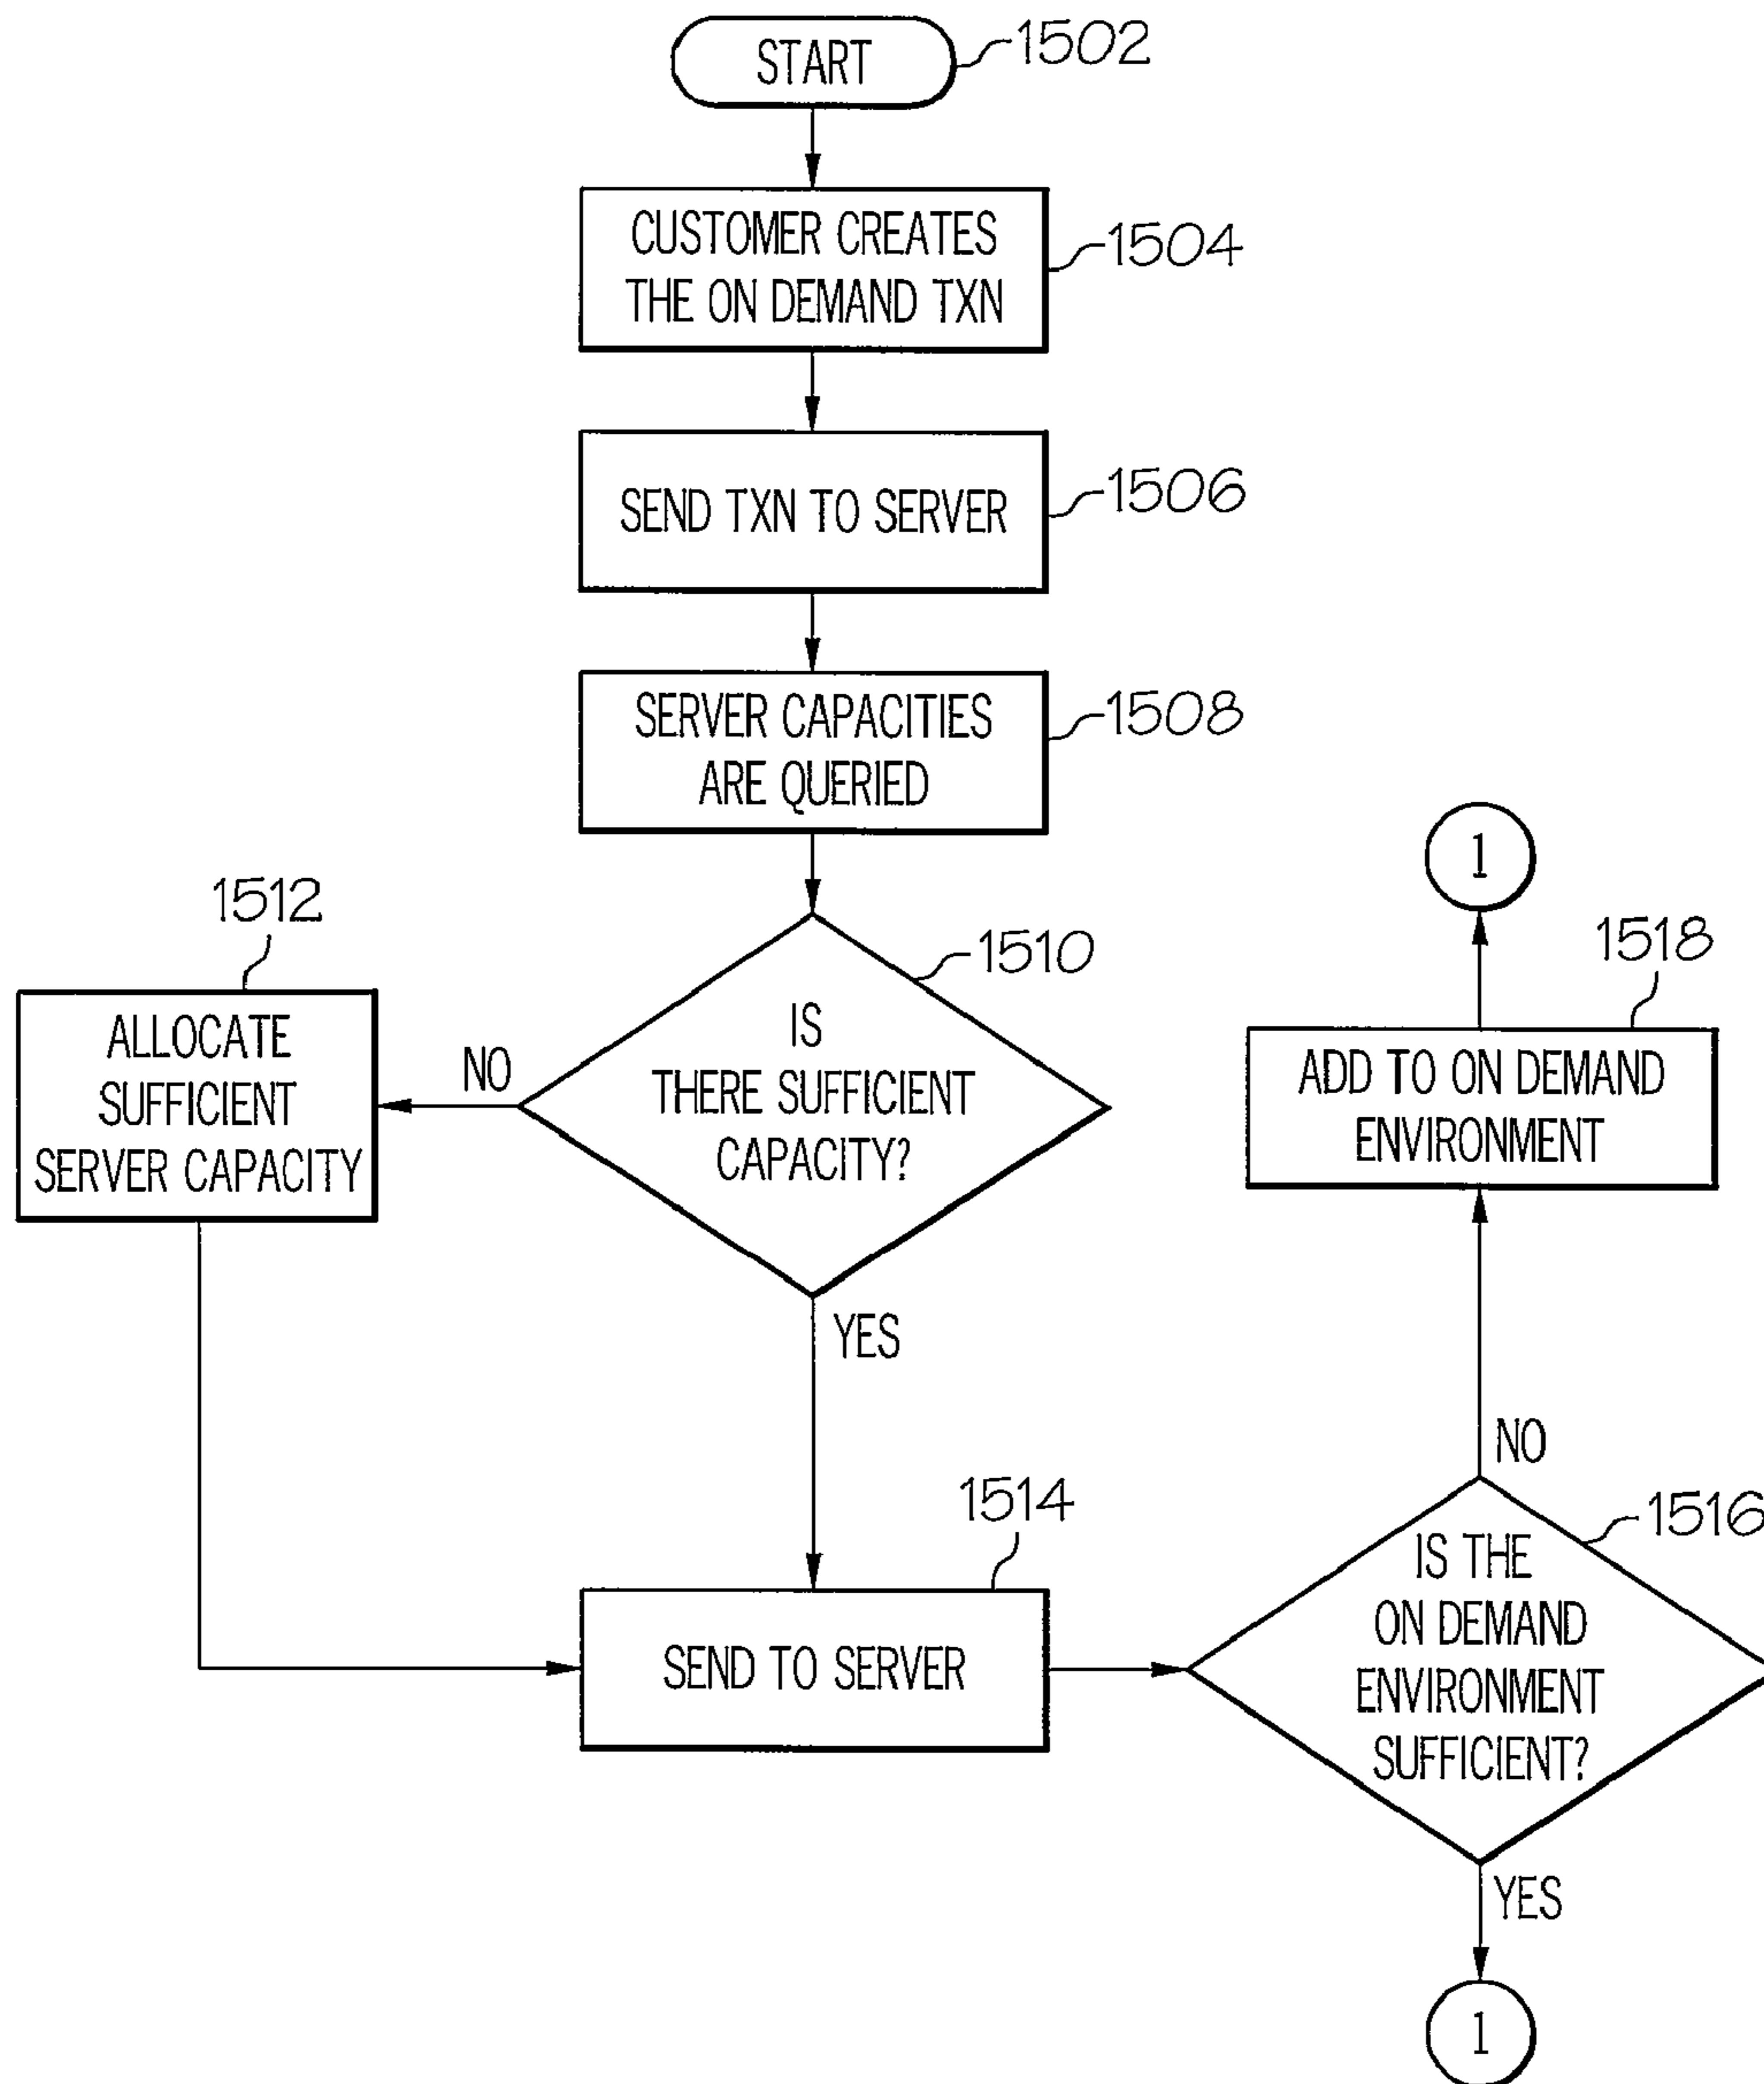 START
1502
CUSTOMER CREATES
THE ON DEMAND TXN
1504
SEND TXN TO SERVER
1506
SERVER CAPACITIES
ARE QUERIED
1508
IS
THERE SUFFICIENT
CAPACITY?
1510
NO
1512
ALLOCATE
SUFFICIENT
SERVER CAPACITY
YES
1514
SEND TO SERVER
1516
IS THE
ON DEMAND
ENVIRONMENT
SUFFICIENT?
NO
1518
ADD TO ON DEMAND
ENVIRONMENT
1
YES
1